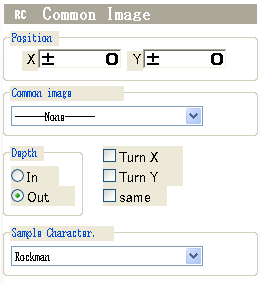 RC Common Image
Position
X ± 0 Y ± 0
Common image
───None───
Depth
In
Out
Turn X
Turn Y
same
Sample Character.
Rockman